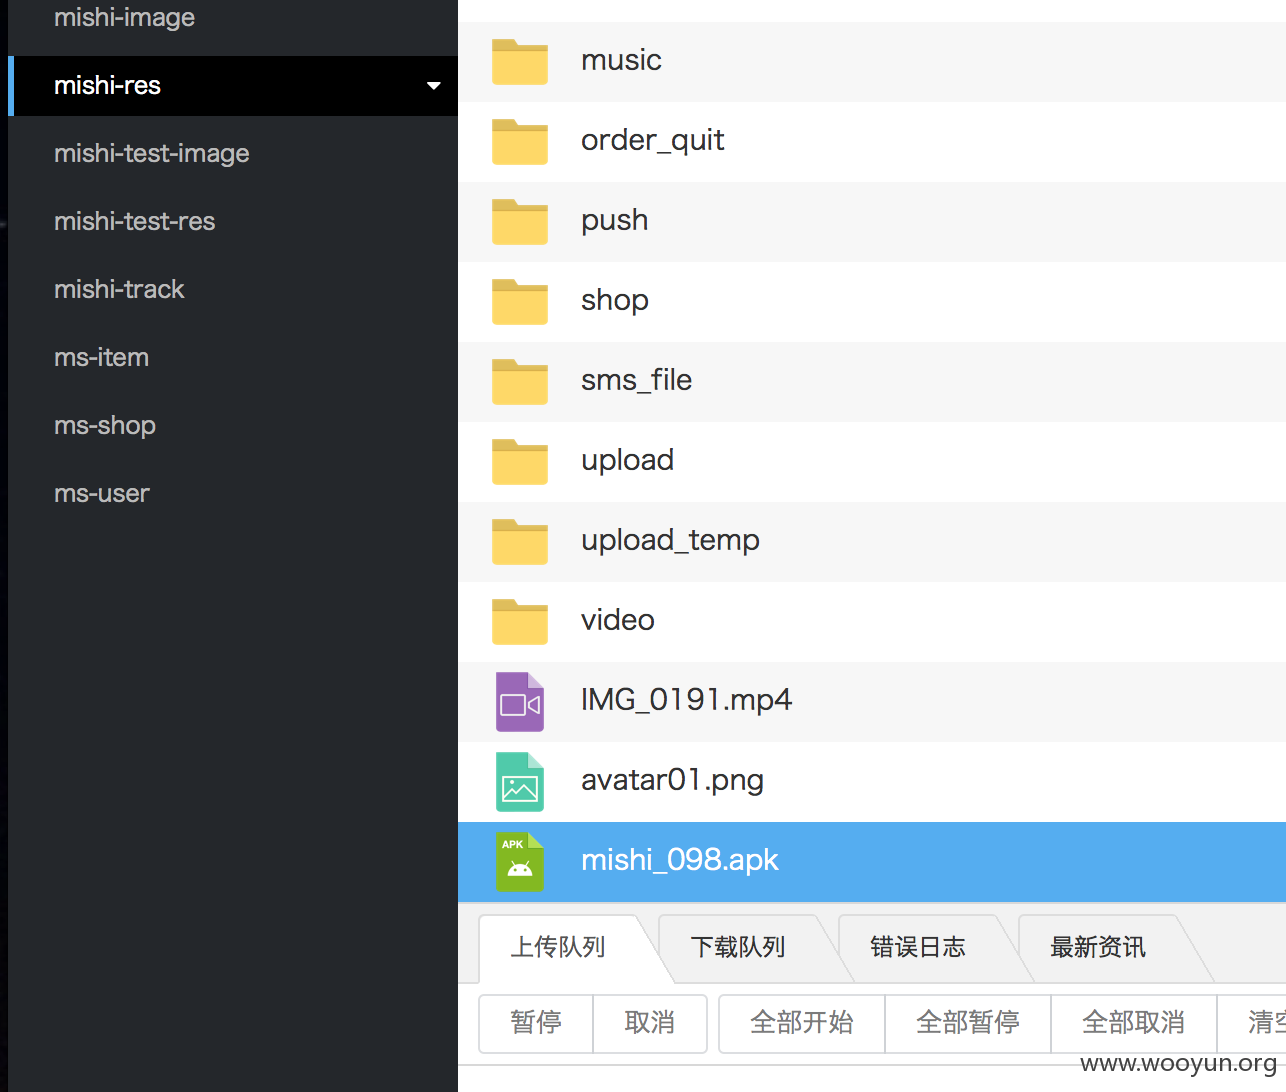 mishi-image
mishi-res
mishi-test-image
mishi-test-res
mishi-track
ms-item
ms-shop
ms-user
music
order_quit
push
shop
sms_file
upload
upload_temp
video
IMG_0191.mp4
avatar01.png
APK
mishi_098.apk
上传队列 下载队列 错误日志 最新资讯
暂停 取消 全部开始 全部暂停 全部取消 清空
www.wooyun.org